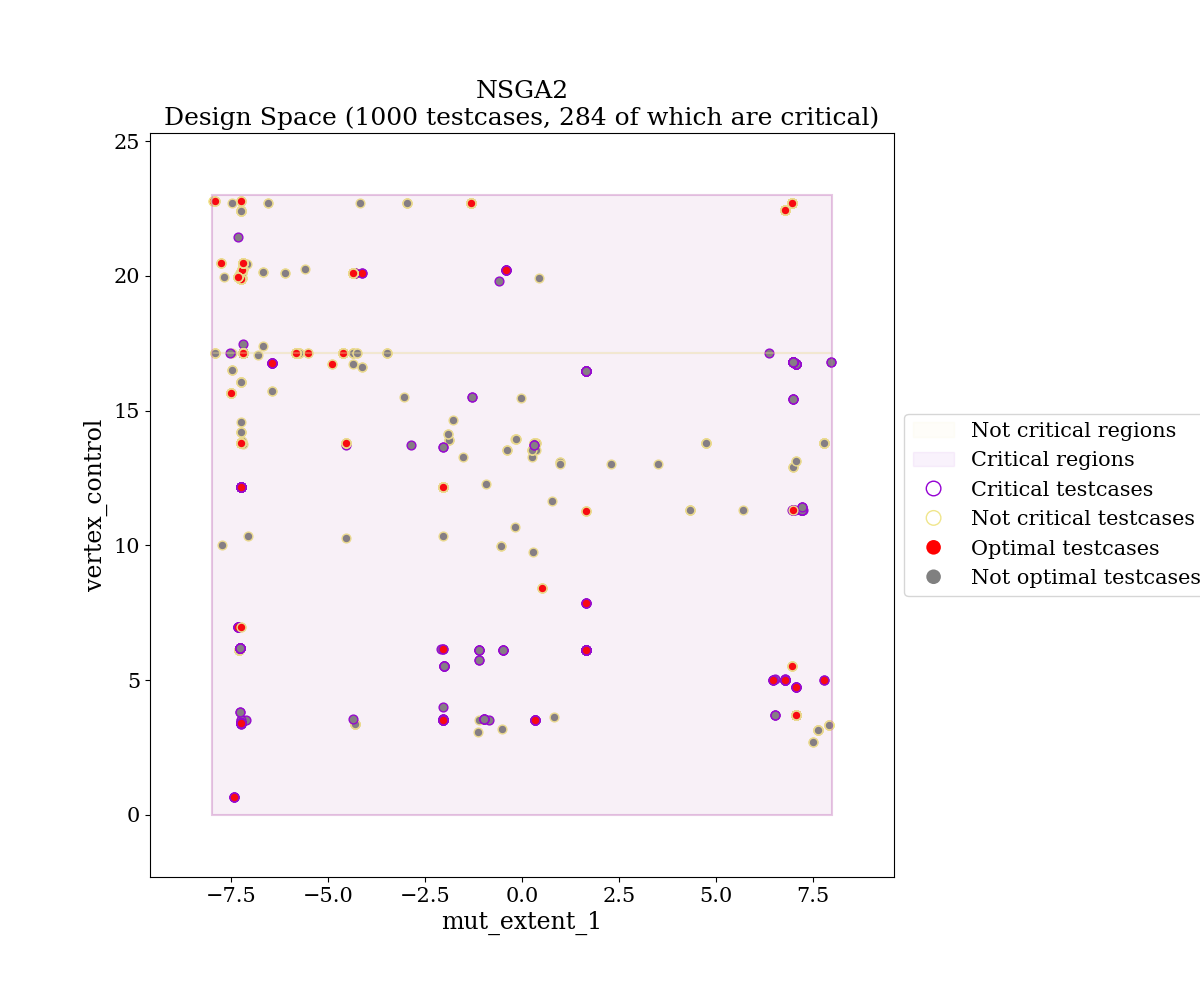 NSGA2
Design Space (1000 testcases, 284 of which are critical)
25
20
15
10
5
0
vertex_control
−7.5
−5.0
−2.5
0.0
2.5
5.0
7.5
mut_extent_1
Not critical regions
Critical regions
Critical testcases
Not critical testcases
Optimal testcases
Not optimal testcases